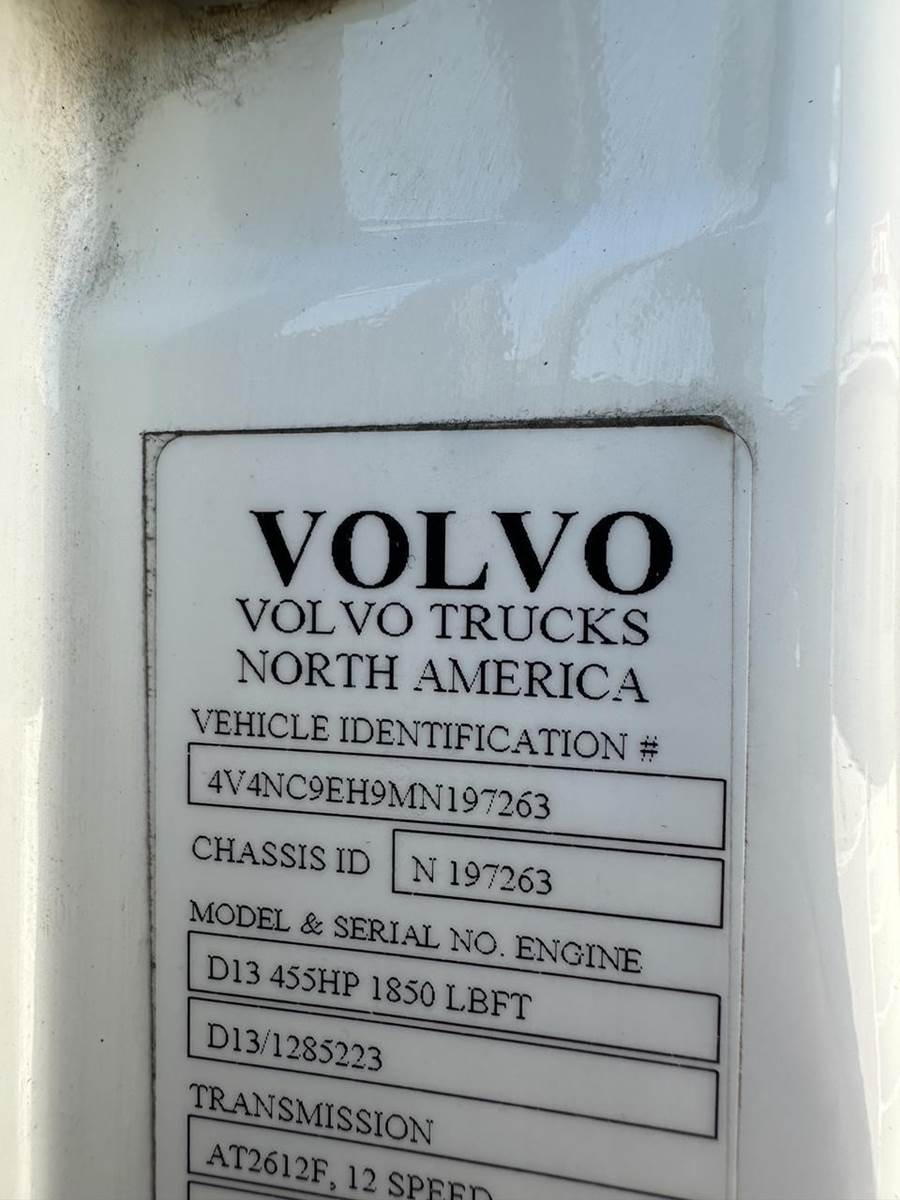 VOLVO
VOLVO TRUCKS
NORTH AMERICA
VEHICLE IDENTIFICATION #
4V4NC9EH9MN197263
CHASSIS ID N 197263
MODEL & SERIAL NO. ENGINE
D13 455HP 1850 LBFT
D13/1285223
TRANSMISSION
AT2612F, 12 SPEED